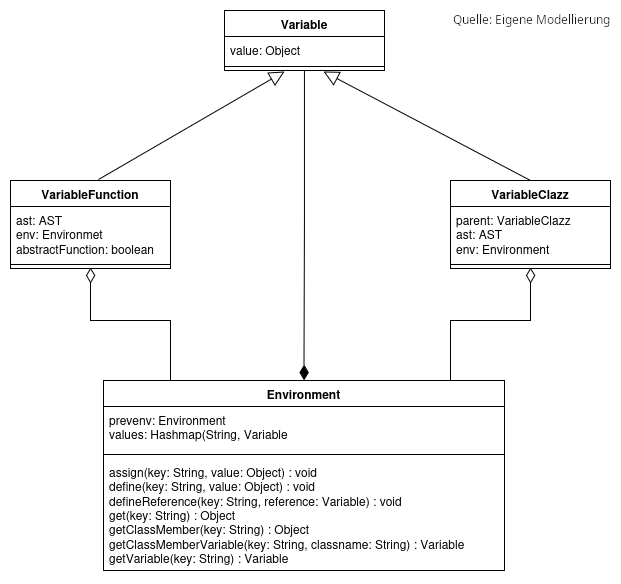 Variable
Quelle: Eigene Modellierung
value: Object
VariableFunction
ast: AST
env: Environmet
abstractFunction: boolean
VariableClazz
parent: VariableClazz
ast: AST
env: Environment
Environment
prevenv: Environment
values: Hashmap(String, Variable
assign(key: String, value: Object) : void
define(key: String, value: Object) : void
defineReference(key: String, reference: Variable) : void
get(key: String) : Object
getClassMember(key: String) : Object
getClassMemberVariable(key: String, classname: String) : Variable
getVariable(key: String) : Variable